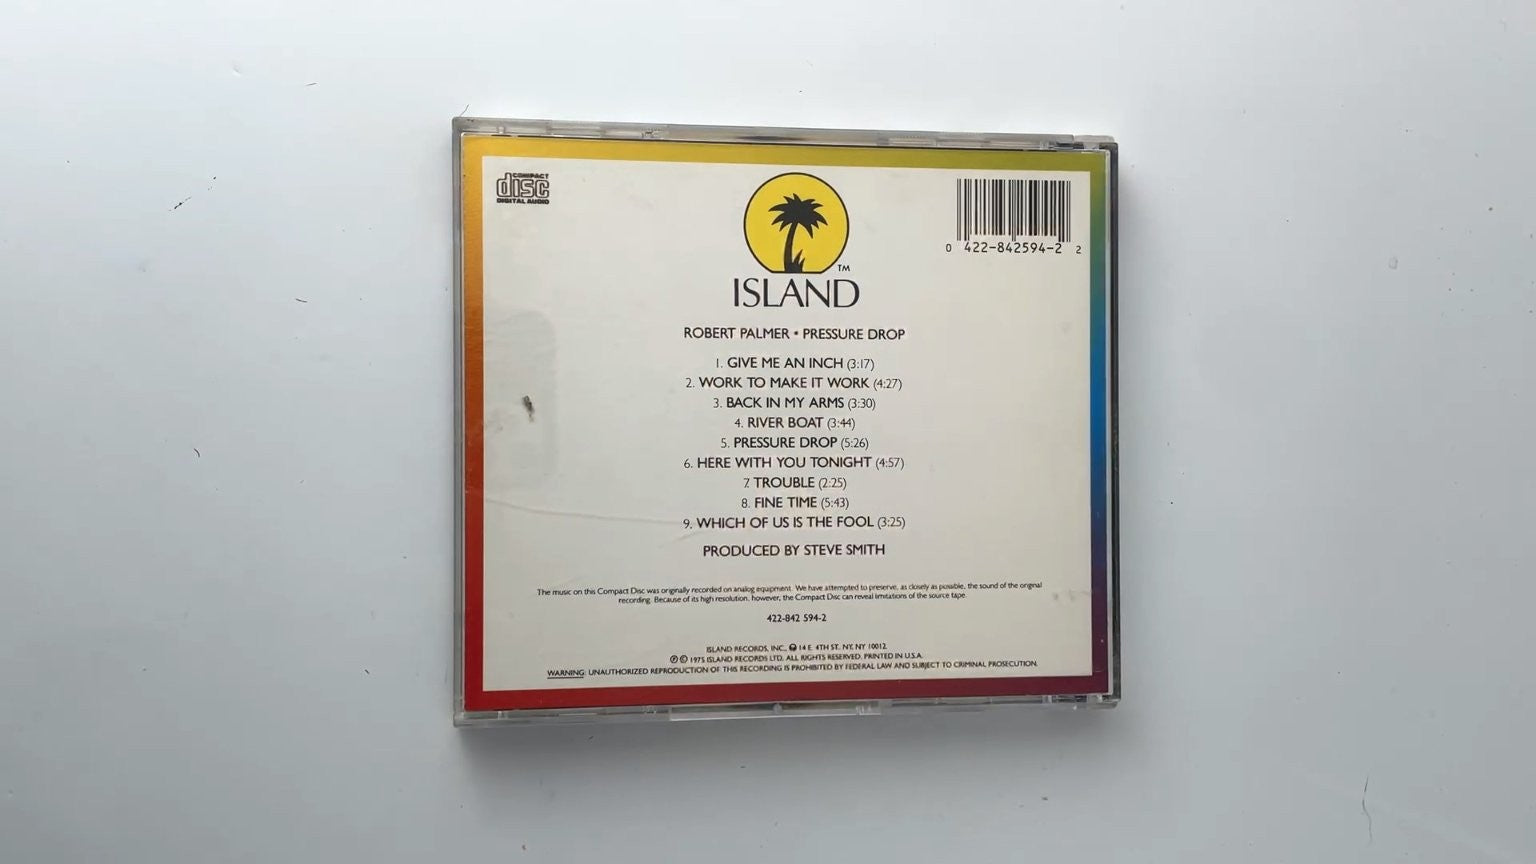 COMPACT
disc
DIGITAL AUDIO
TM
ISLAND
0 422-842594-2 2
ROBERT PALMER • PRESSURE DROP
1. GIVE ME AN INCH (3:17)
2. WORK TO MAKE IT WORK (4:27)
3. BACK IN MY ARMS (3:30)
4. RIVER BOAT (3:44)
5. PRESSURE DROP (5:26)
6. HERE WITH YOU TONIGHT (4:57)
7. TROUBLE (2:25)
8. FINE TIME (5:43)
9. WHICH OF US IS THE FOOL (3:25)
PRODUCED BY STEVE SMITH
The music on this Compact Disc was originally recorded on analog equipment. We have attempted to preserve, as closely as possible, the sound of the original
recording. Because of its high resolution, however, the Compact Disc can reveal limitations of the source tape.
422-842 594-2
ISLAND RECORDS, INC., 14 E. 4TH ST. NY, NY 10012
℗ © 1975 ISLAND RECORDS LTD. ALL RIGHTS RESERVED. PRINTED IN U.S.A.
WARNING: UNAUTHORIZED REPRODUCTION OF THIS RECORDING IS PROHIBITED BY FEDERAL LAW AND SUBJECT TO CRIMINAL PROSECUTION.